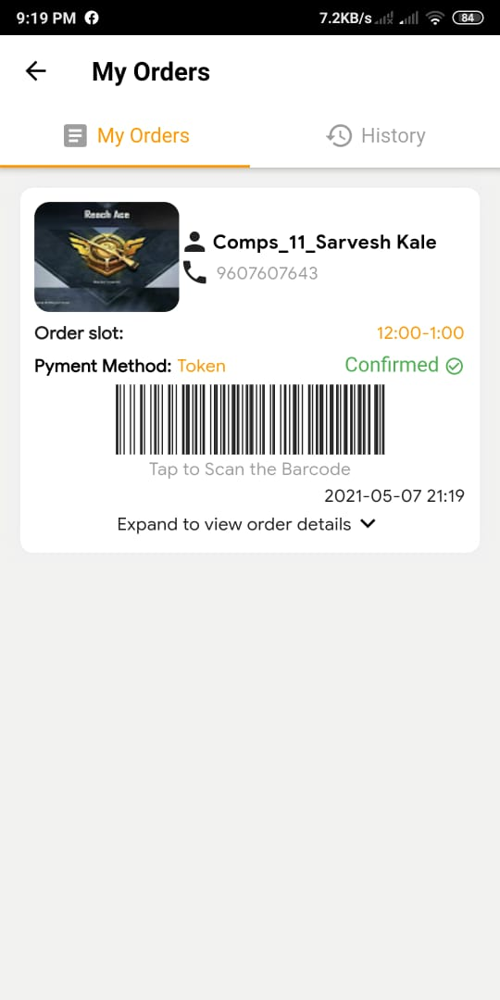 9:19 PM 7.2KB/s 84
My Orders
My Orders History
Reach Ace
Comps_11_Sarvesh Kale
9607607643
Order slot: 12:00-1:00
Pyment Method: Token Confirmed
Tap to Scan the Barcode
2021-05-07 21:19
Expand to view order details